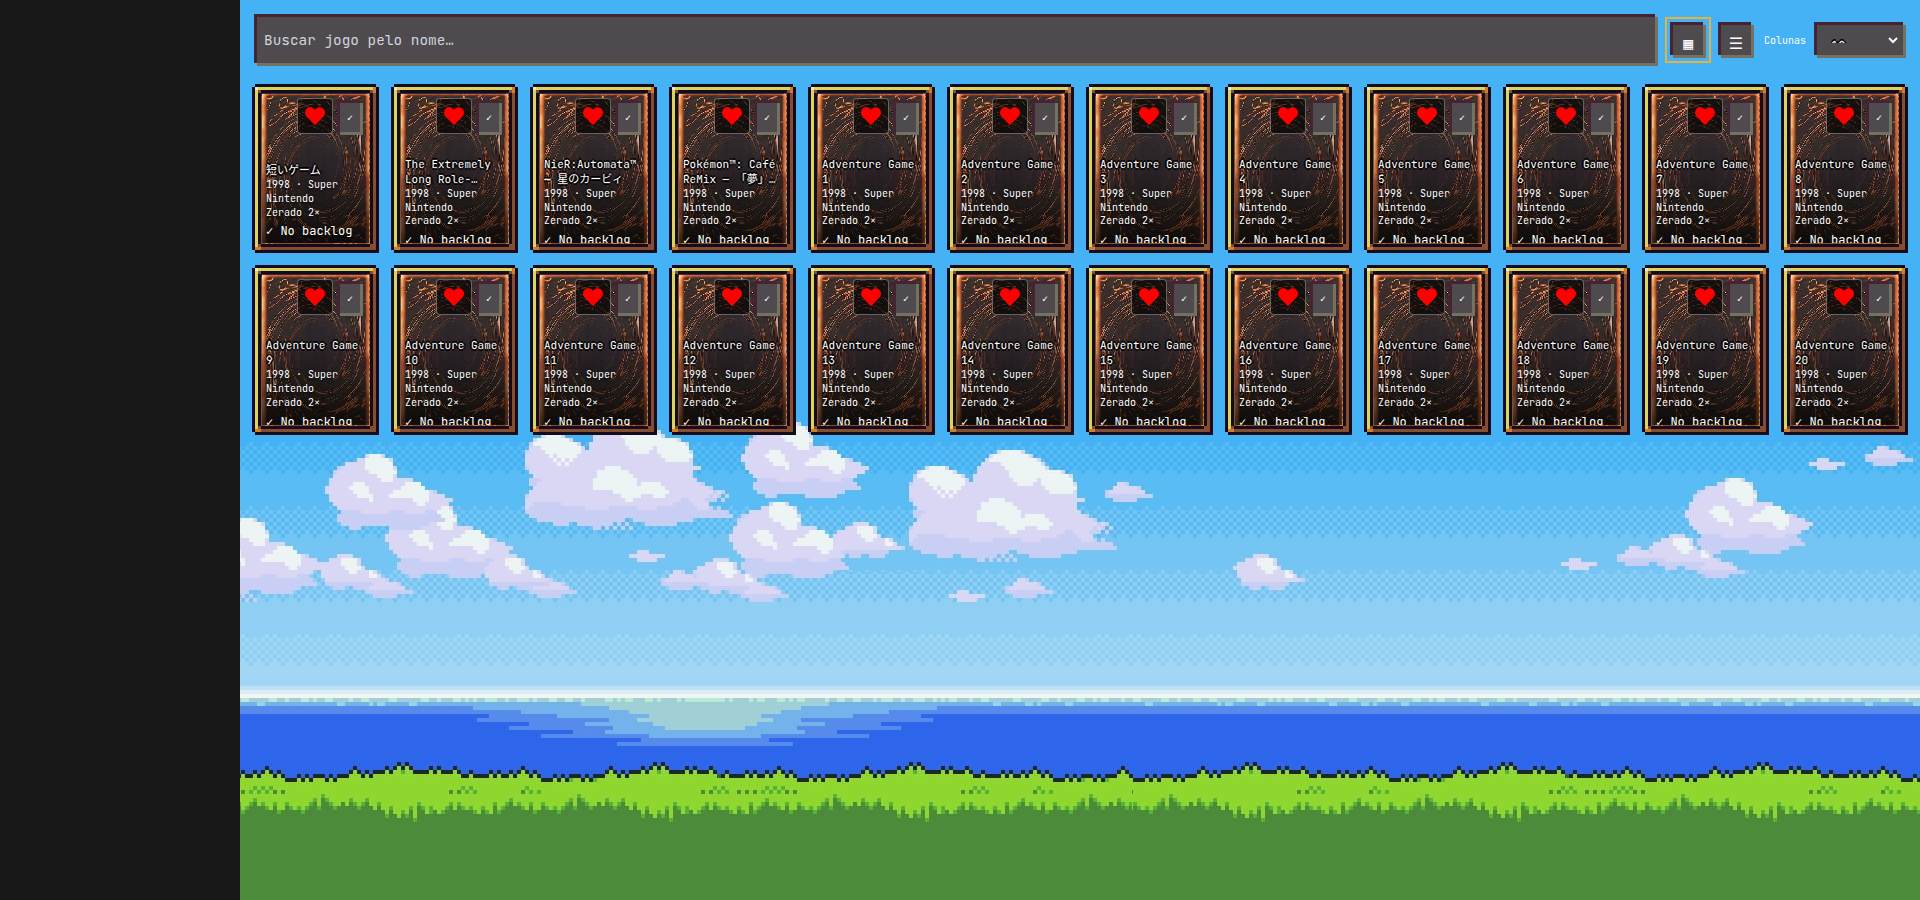 Buscar jogo pelo nome…
Colunas
短いゲーム
1998 · Super
Nintendo
Zerado 2×
✓ No backlog
The Extremely
Long Role-…
1998 · Super
Nintendo
Zerado 2×
✓ No backlog
NieR:Automata™
— 星のカービィ
1998 · Super
Nintendo
Zerado 2×
✓ No backlog
Pokémon™: Café
ReMix — 「夢」…
1998 · Super
Nintendo
Zerado 2×
✓ No backlog
Adventure Game
1
1998 · Super
Nintendo
Zerado 2×
✓ No backlog
Adventure Game
2
1998 · Super
Nintendo
Zerado 2×
✓ No backlog
Adventure Game
3
1998 · Super
Nintendo
Zerado 2×
✓ No backlog
Adventure Game
4
1998 · Super
Nintendo
Zerado 2×
✓ No backlog
Adventure Game
5
1998 · Super
Nintendo
Zerado 2×
✓ No backlog
Adventure Game
6
1998 · Super
Nintendo
Zerado 2×
✓ No backlog
Adventure Game
7
1998 · Super
Nintendo
Zerado 2×
✓ No backlog
Adventure Game
8
1998 · Super
Nintendo
Zerado 2×
✓ No backlog
Adventure Game
9
1998 · Super
Nintendo
Zerado 2×
✓ No backlog
Adventure Game
10
1998 · Super
Nintendo
Zerado 2×
✓ No backlog
Adventure Game
11
1998 · Super
Nintendo
Zerado 2×
✓ No backlog
Adventure Game
12
1998 · Super
Nintendo
Zerado 2×
✓ No backlog
Adventure Game
13
1998 · Super
Nintendo
Zerado 2×
✓ No backlog
Adventure Game
14
1998 · Super
Nintendo
Zerado 2×
✓ No backlog
Adventure Game
15
1998 · Super
Nintendo
Zerado 2×
✓ No backlog
Adventure Game
16
1998 · Super
Nintendo
Zerado 2×
✓ No backlog
Adventure Game
17
1998 · Super
Nintendo
Zerado 2×
✓ No backlog
Adventure Game
18
1998 · Super
Nintendo
Zerado 2×
✓ No backlog
Adventure Game
19
1998 · Super
Nintendo
Zerado 2×
✓ No backlog
Adventure Game
20
1998 · Super
Nintendo
Zerado 2×
✓ No backlog